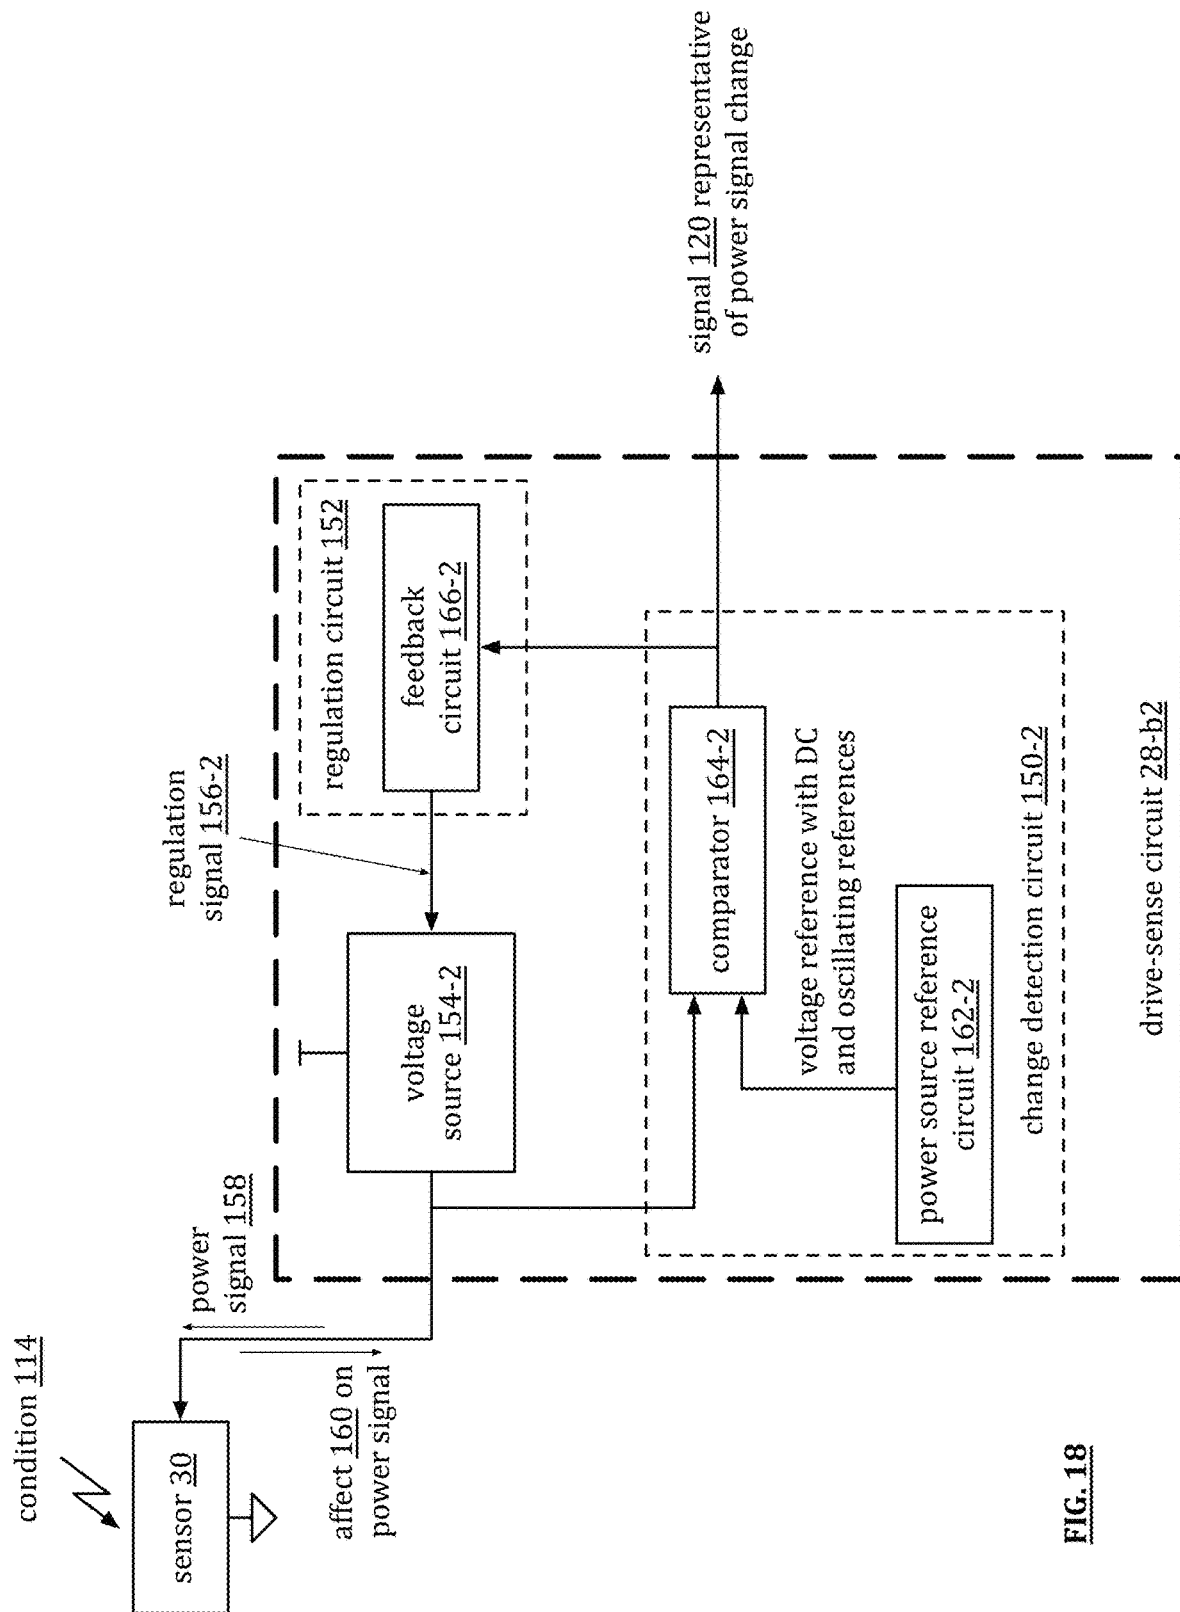 condition 114
sensor 30
affect 160 on
power signal
power
signal 158
voltage
source 154-2
regulation
signal 156-2
regulation circuit 152
feedback
circuit 166-2
comparator 164-2
voltage reference with DC
and oscillating references
power source reference
circuit 162-2
change detection circuit 150-2
drive-sense circuit 28-b2
signal 120 representative
of power signal change
FIG. 18